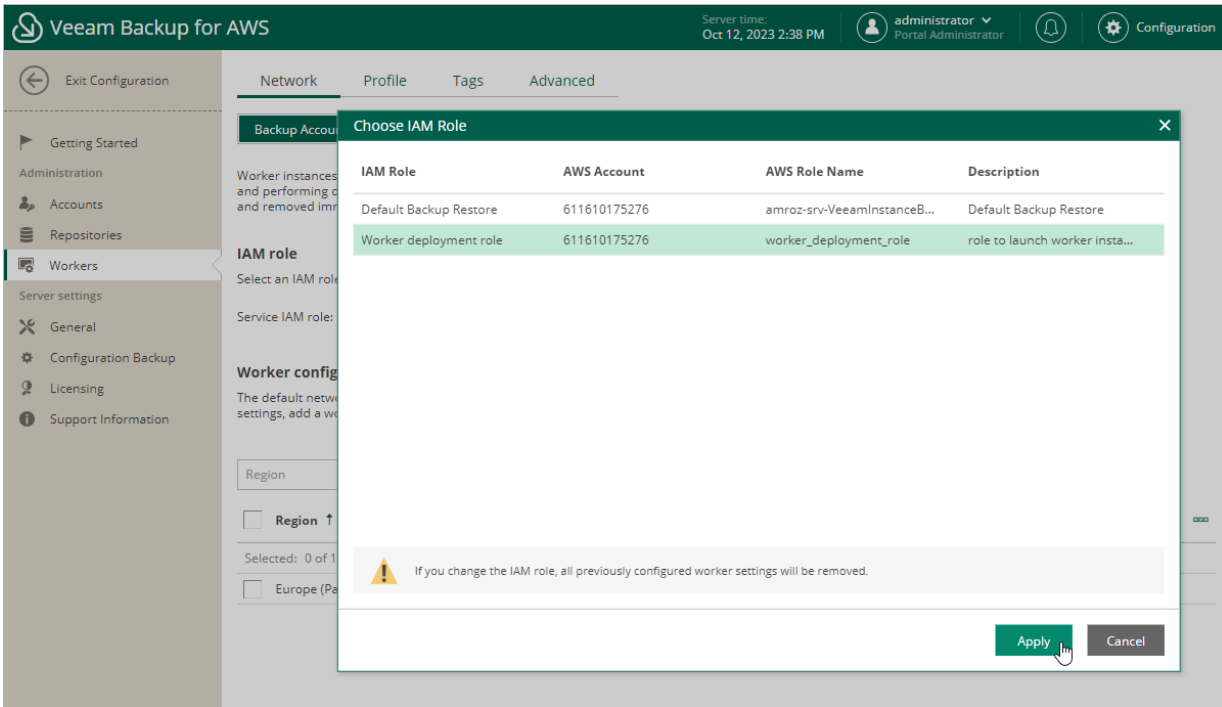 Veeam Backup for AWS
Server time:
Oct 12, 2023 2:38 PM
administrator
Portal Administrator
Configuration
Exit Configuration
Getting Started
Administration
Accounts
Repositories
Workers
Server settings
General
Configuration Backup
Licensing
Support Information
Network Profile Tags Advanced
Backup Accou
Worker instances
and performing
and removed
IAM role
Select an IAM role
Service IAM role:
Worker config
The default netwo
settings, add a wo
Region
Region ↑
Selected: 0 of 1
Europe (Pa
Choose IAM Role
IAM Role AWS Account AWS Role Name Description
Default Backup Restore 611610175276 amroz-srv-VeeamInstanceB... Default Backup Restore
Worker deployment role 611610175276 worker_deployment_role role to launch worker insta...
If you change the IAM role, all previously configured worker settings will be removed.
Apply Cancel